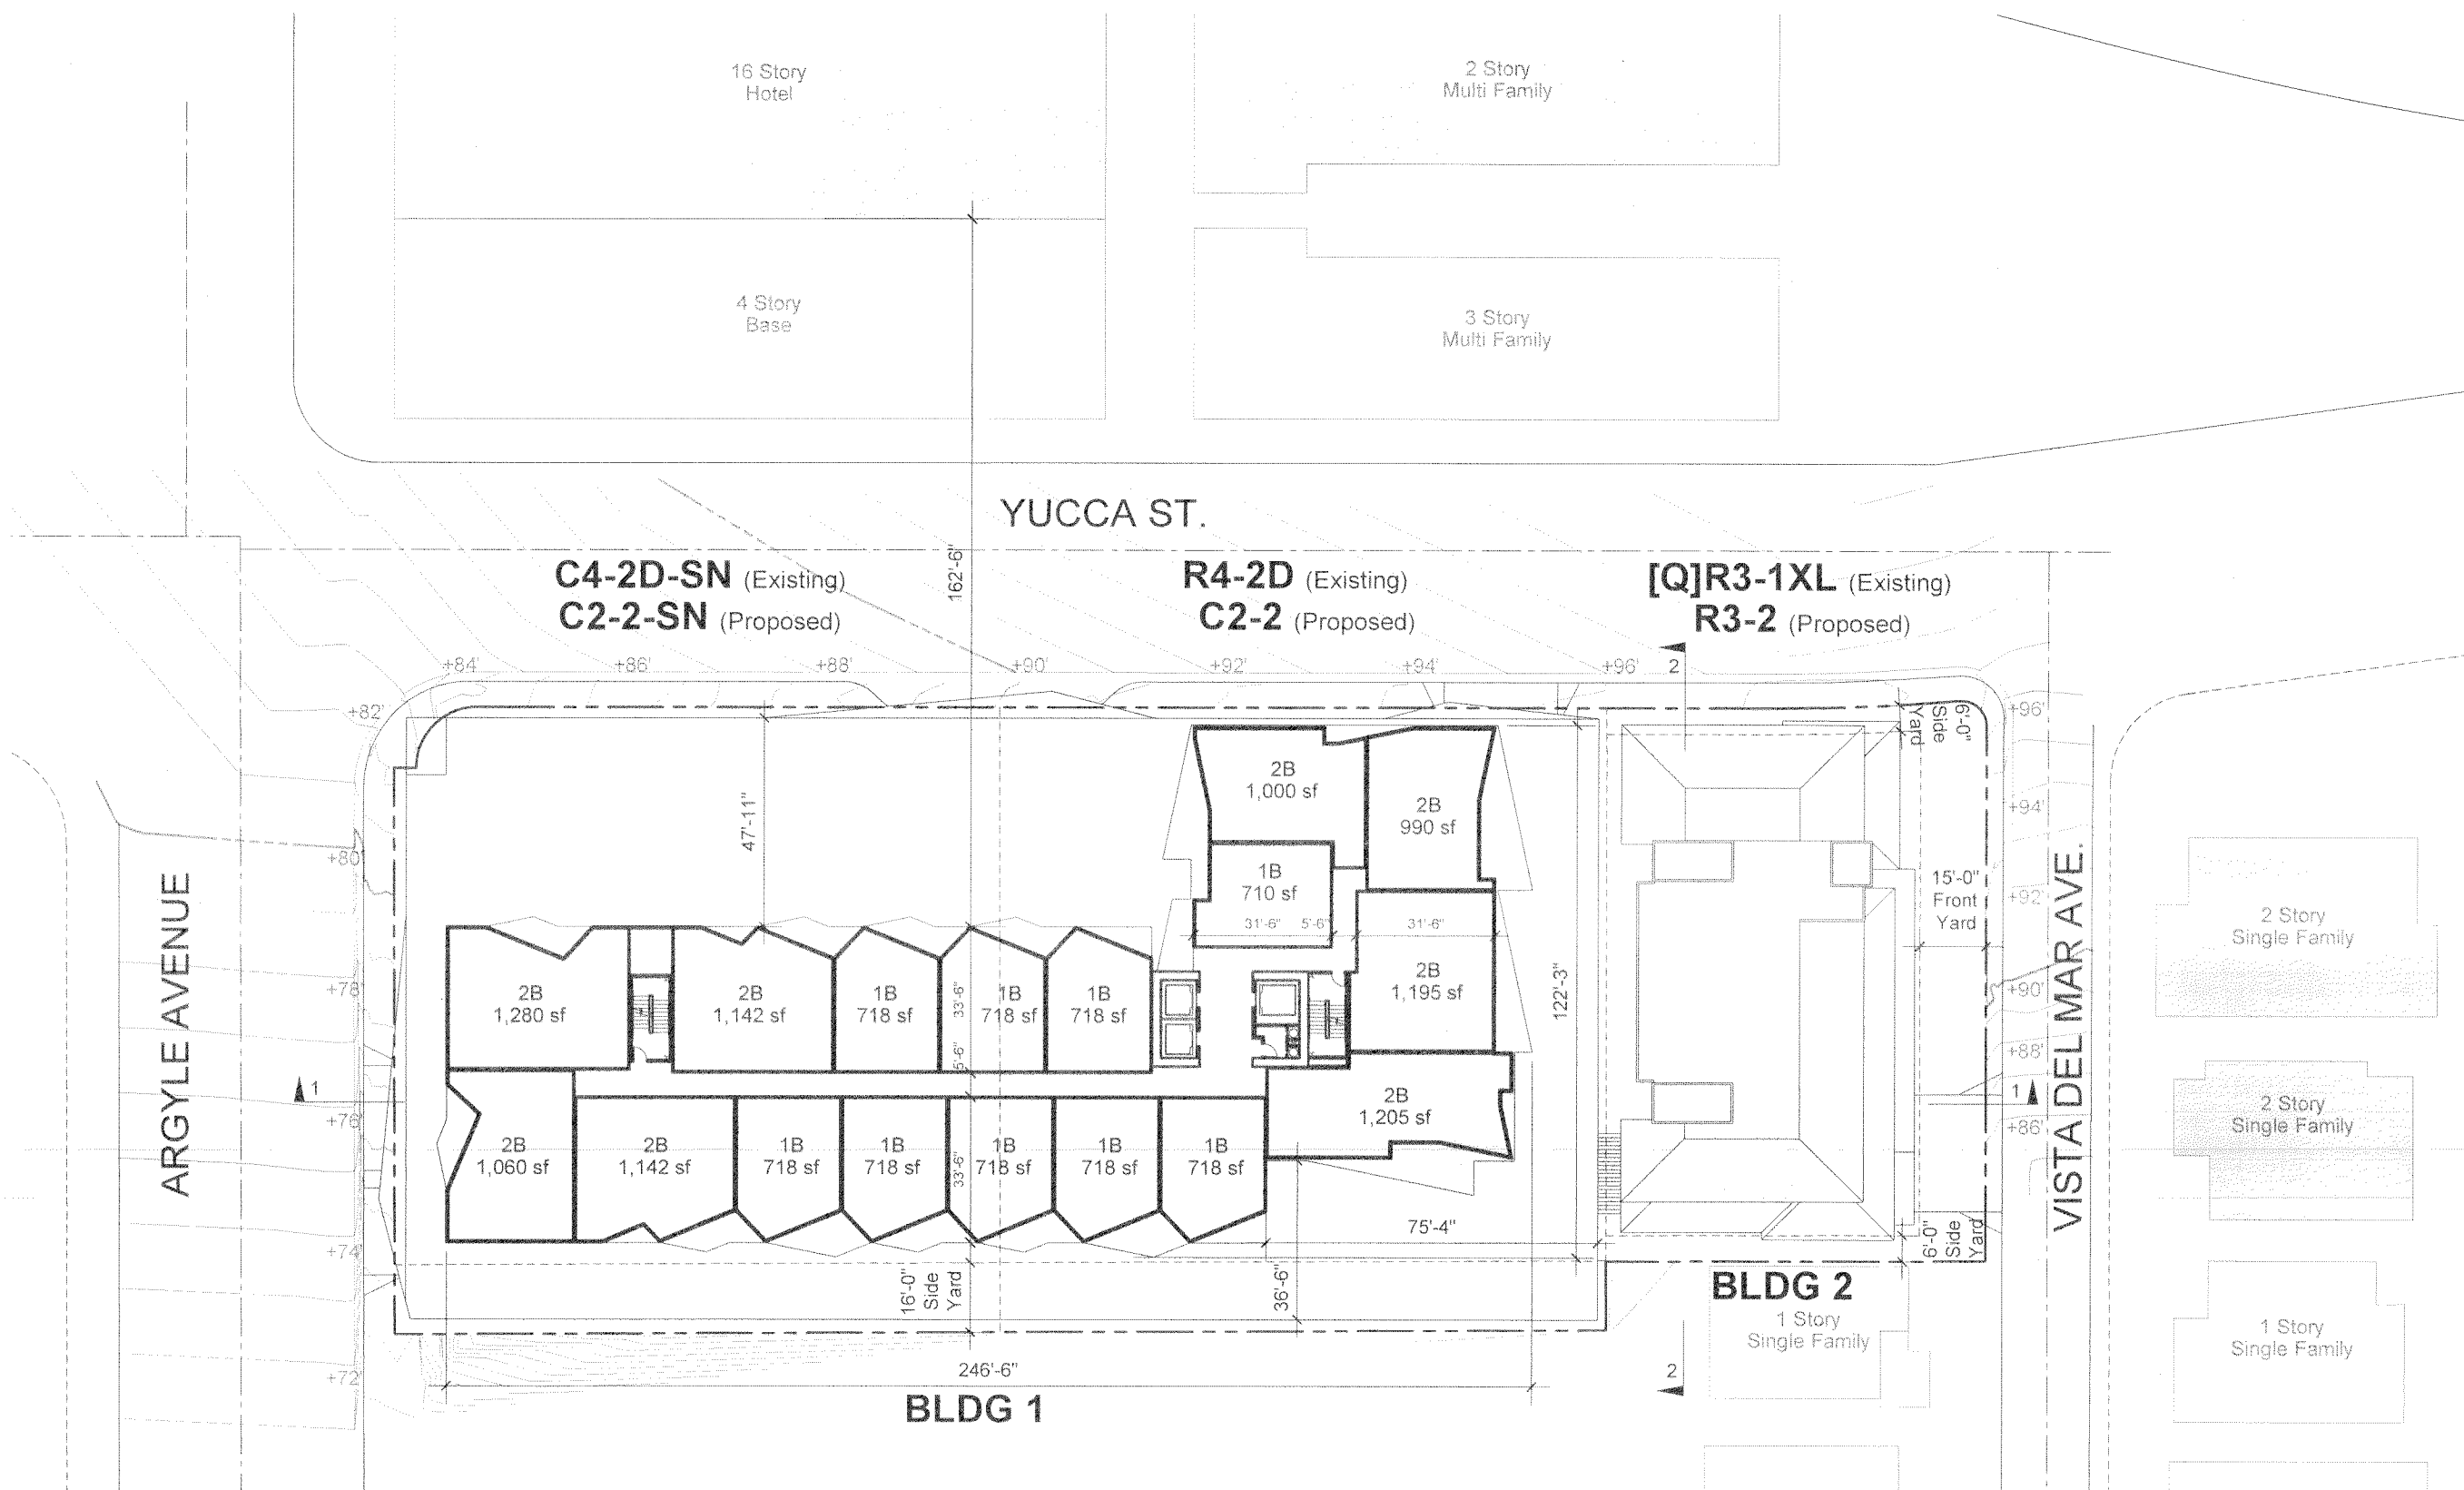 16 Story
Hotel
2 Story
Multi Family
4 Story
Base
3 Story
Multi Family
YUCCA ST.
162'-6"
C4-2D-SN (Existing)
C2-2-SN (Proposed)
R4-2D (Existing)
C2-2 (Proposed)
[Q]R3-1XL (Existing)
R3-2 (Proposed)
2
+84'
+86'
+88'
+90'
+92'
+94'
+96'
+82'
+96'
6'-0"
Side
Yard
47'-11"
2B
1,000 sf
2B
990 sf
+94'
+80'
1B
710 sf
15'-0"
Front
Yard
+92'
31'-6"
5'-6"
31'-6"
2 Story
Single Family
ARGYLE AVENUE
VISTA DEL MAR AVE.
+78'
2B
1,280 sf
2B
1,142 sf
1B
718 sf
33'-6"
1B
718 sf
1B
718 sf
2B
1,195 sf
122'-3"
+90'
5'-6"
+88'
1
2B
1,205 sf
1
2 Story
Single Family
+76'
+86'
2B
1,060 sf
2B
1,142 sf
1B
718 sf
1B
718 sf
33'-6"
1B
718 sf
1B
718 sf
1B
718 sf
+74'
75'-4"
6'-0"
Side
Yard
16'-0"
Side
Yard
36'-6"
BLDG 2
1 Story
Single Family
1 Story
Single Family
+72'
246'-6"
2
BLDG 1